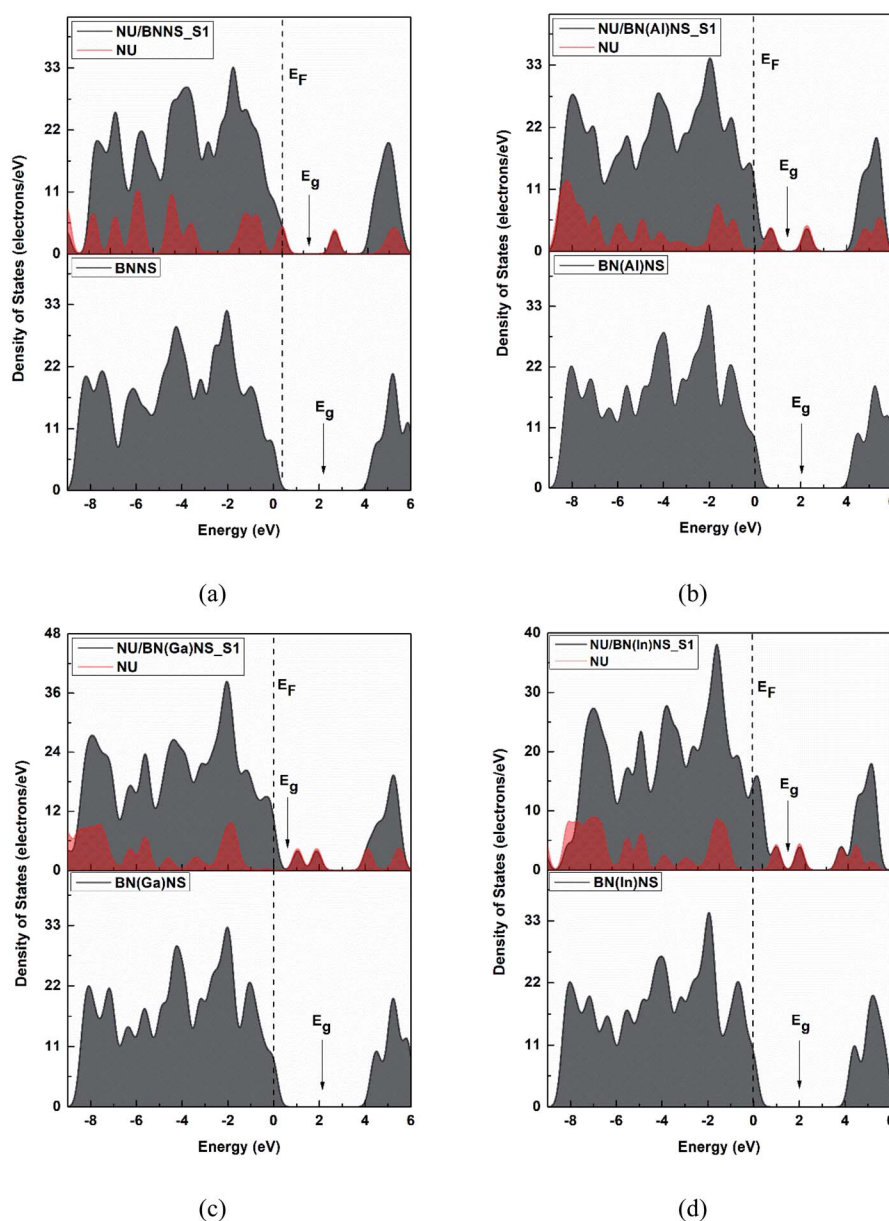 NU/BNNS_S1
NU
33
22
11
0
E_F
E_g
BNNS
33
22
11
0
E_g
-8 -6 -4 -2 0 2 4 6
Density of States (electrons/eV)
Energy (eV)
(a)
NU/BN(Al)NS_S1
NU
33
22
11
0
E_F
E_g
BN(Al)NS
33
22
11
0
E_g
-8 -6 -4 -2 0 2 4 6
Density of States (electrons/eV)
Energy (eV)
(b)
48
NU/BN(Ga)NS_S1
NU
36
24
12
0
E_F
E_g
BN(Ga)NS
33
22
11
0
E_g
-8 -6 -4 -2 0 2 4 6
Density of States (electrons/eV)
Energy (eV)
(c)
40
NU/BN(In)NS_S1
NU
30
20
10
0
E_F
E_g
BN(In)NS
33
22
11
0
E_g
-8 -6 -4 -2 0 2 4 6
Density of States (electrons/eV)
Energy (eV)
(d)